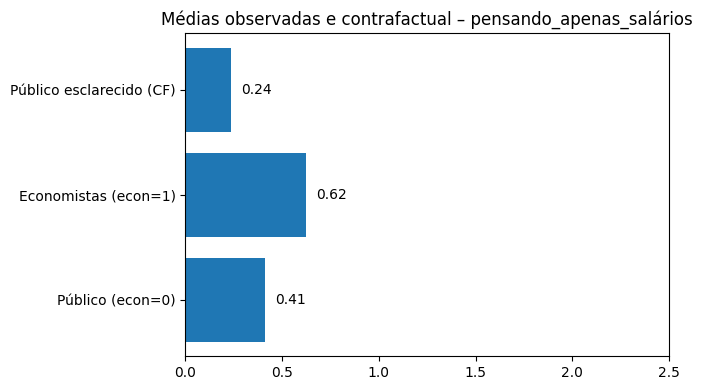 Médias observadas e contrafactual – pensando_apenas_salários
Público esclarecido (CF)
0.24
Economistas (econ=1)
0.62
Público (econ=0)
0.41
0.0 0.5 1.0 1.5 2.0 2.5